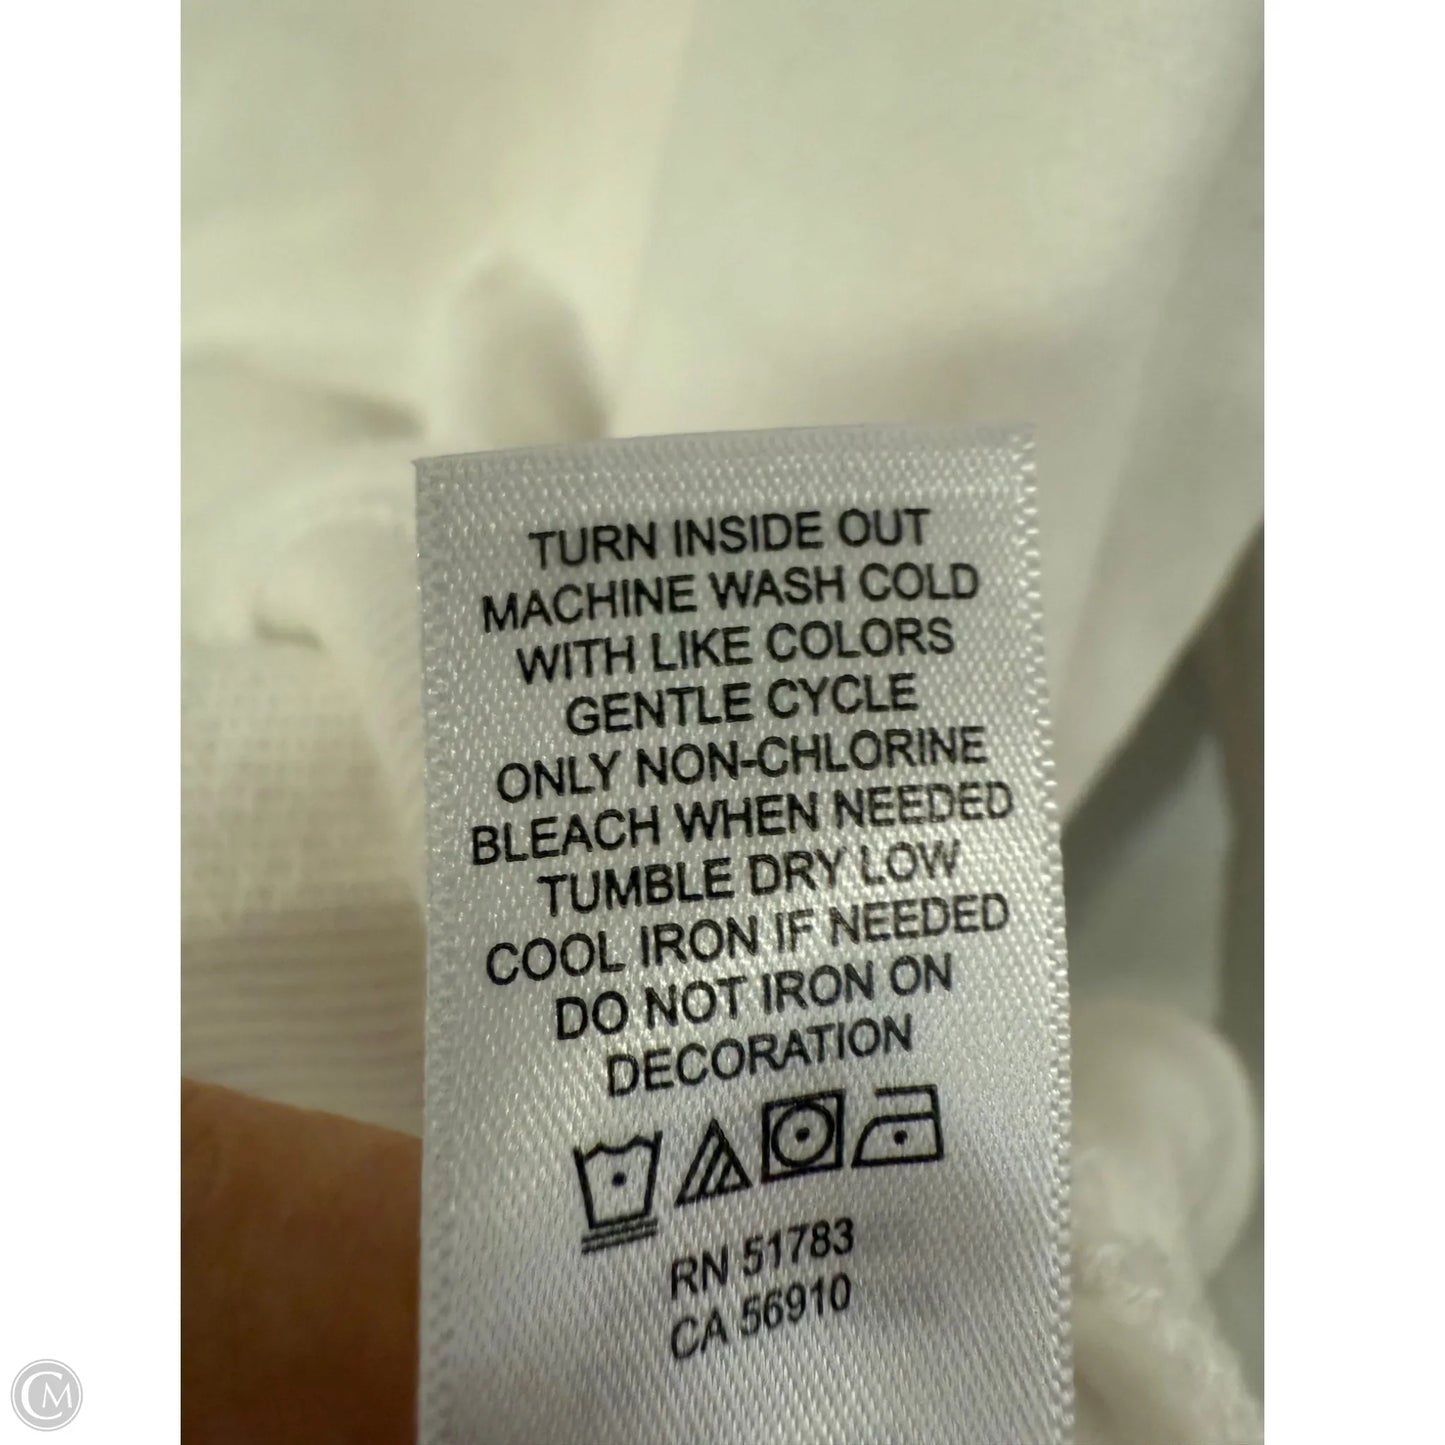 TURN INSIDE OUT
MACHINE WASH COLD
WITH LIKE COLORS
GENTLE CYCLE
ONLY NON-CHLORINE
BLEACH WHEN NEEDED
TUMBLE DRY LOW
COOL IRON IF NEEDED
DO NOT IRON ON
DECORATION
RN 51783
CA 56910
CM